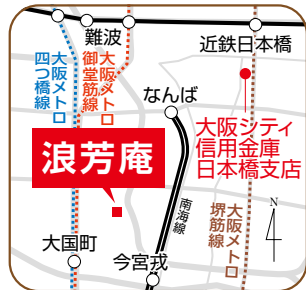 難波
近鉄日本橋
大阪メトロ
四つ橋線
大阪メトロ
御堂筋線
なんば
大阪シティ
信用金庫
日本橋支店
浪芳庵
南海線
大阪メトロ
堺筋線
大国町
今宮戎
N